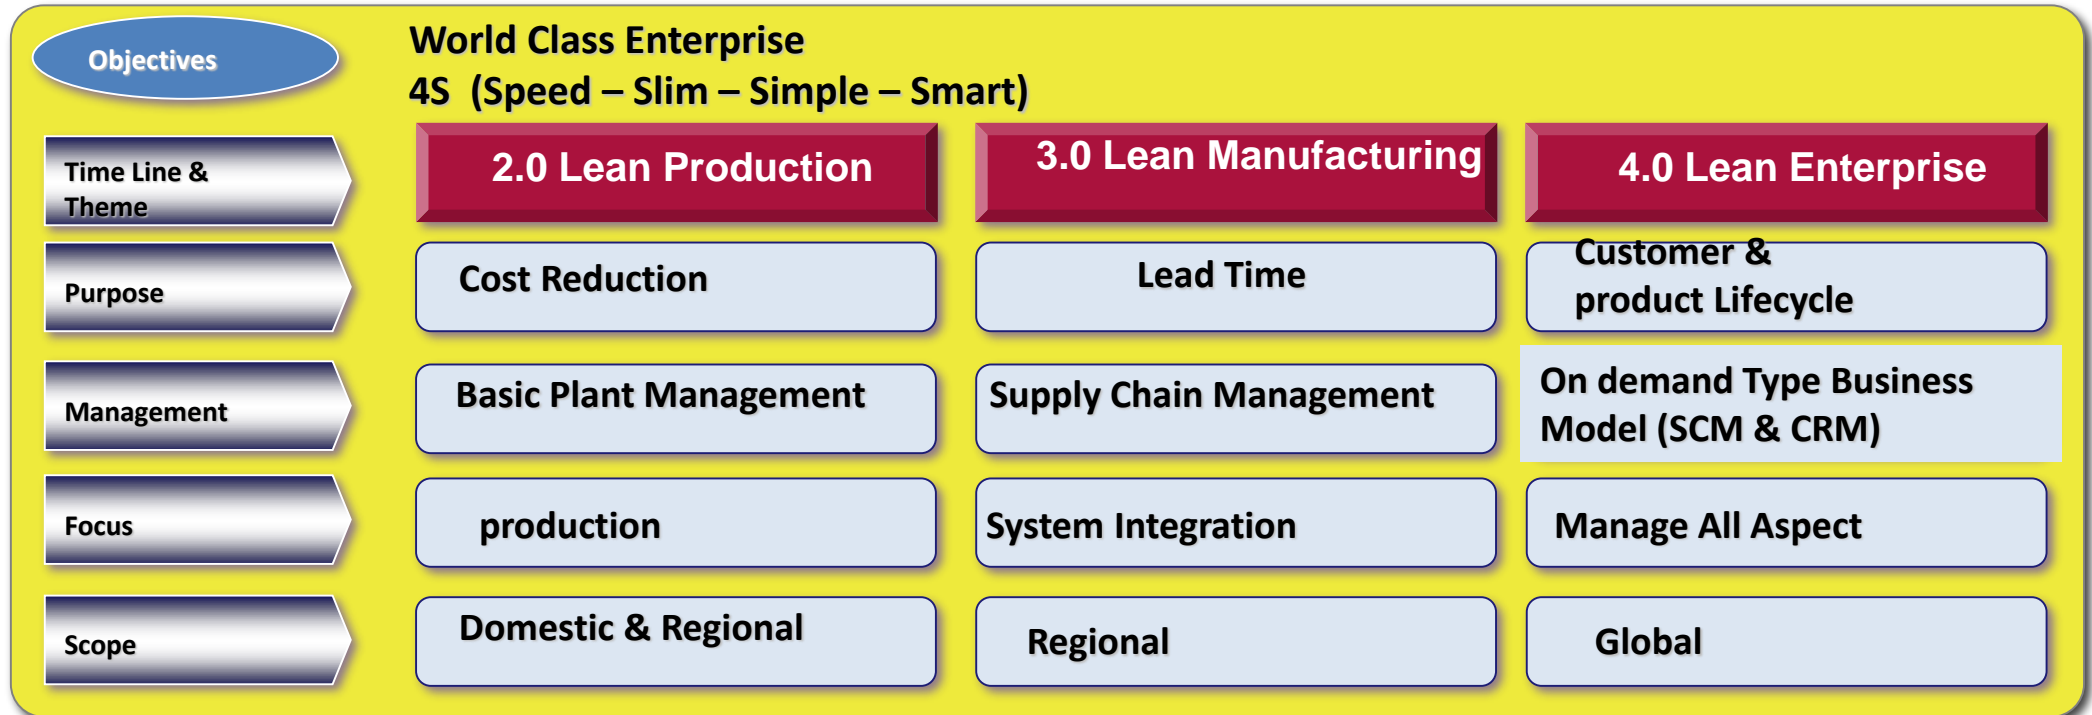 Objectives
World Class Enterprise
4S (Speed – Slim – Simple – Smart)
Time Line &
Theme
2.0 Lean Production
3.0 Lean Manufacturing
4.0 Lean Enterprise
Purpose
Cost Reduction
Lead Time
Customer &
product Lifecycle
Management
Basic Plant Management
Supply Chain Management
On demand Type Business
Model (SCM & CRM)
Focus
production
System Integration
Manage All Aspect
Scope
Domestic & Regional
Regional
Global